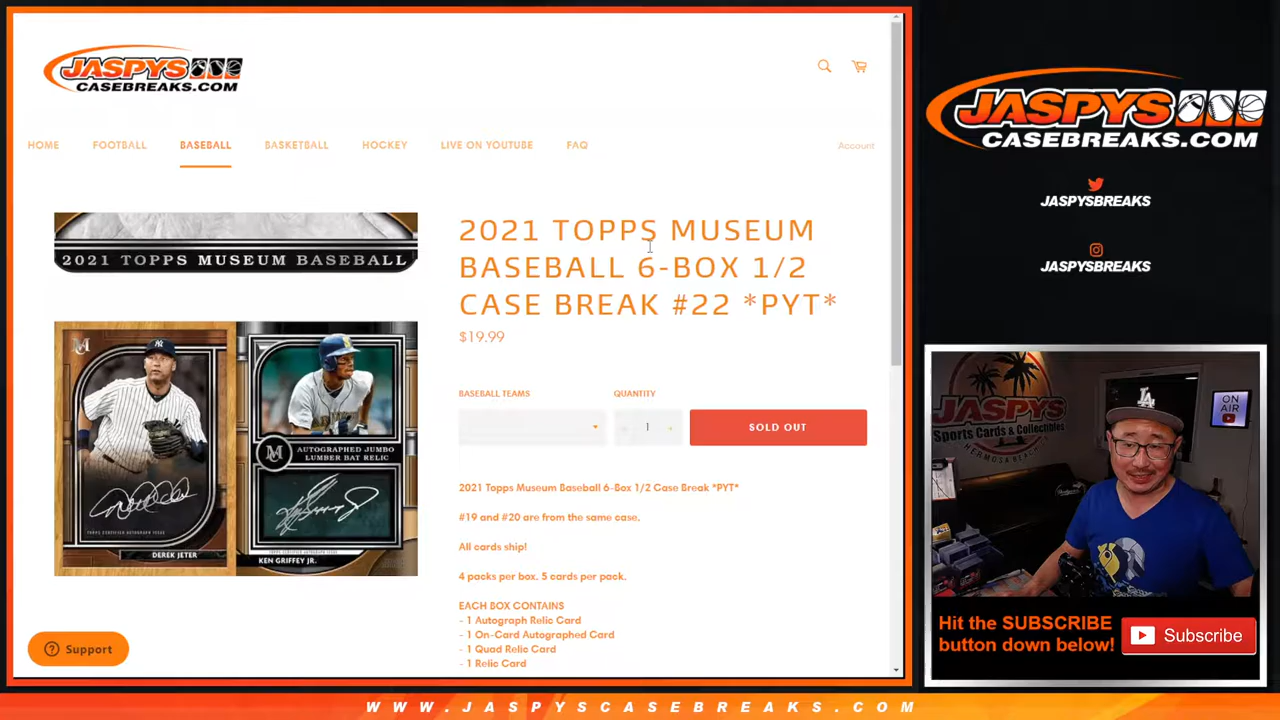 JASPYS
CASEBREAKS.COM
HOME
FOOTBALL
BASEBALL
BASKETBALL
HOCKEY
LIVE ON YOUTUBE
FAQ
Account
2021 TOPPS MUSEUM BASEBALL
DEREK JETER
AUTOGRAPHED JUMBO
LUMBER BAT RELIC
KEN GRIFFEY JR.
2021 TOPPS MUSEUM
BASEBALL 6-BOX 1/2
CASE BREAK #22 *PYT*
$19.99
BASEBALL TEAMS
QUANTITY
1
SOLD OUT
2021 Topps Museum Baseball 6-Box 1/2 Case Break *PYT*
#19 and #20 are from the same case.
All cards ship!
4 packs per box. 5 cards per pack.
EACH BOX CONTAINS
- 1 Autograph Relic Card
- 1 On-Card Autographed Card
- 1 Quad Relic Card
- 1 Relic Card
Support
JASPYS
CASEBREAKS.COM
JASPYSBREAKS
JASPYSBREAKS
JASPYS
Sports Cards & Collectibles
HERMOSA BEACH
ON
AIR
LA
Hit the SUBSCRIBE
button down below!
Subscribe
WWW.JASPYSCASEBREAKS.COM